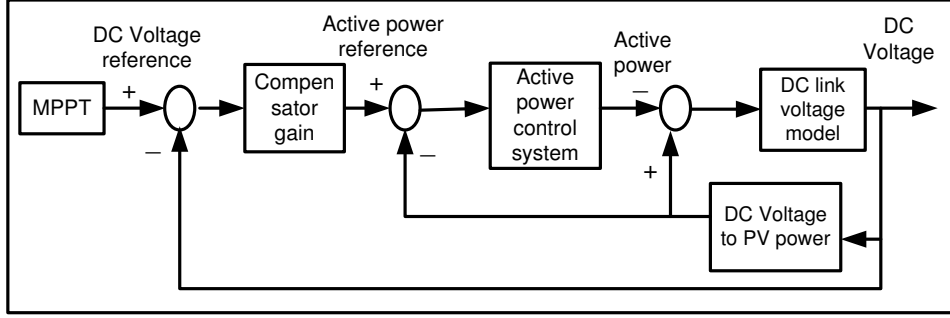 DC Voltage
reference
Active power
reference
Active
power
DC
Voltage
MPPT
+
−
Compen
sator
gain
+
−
Active
power
control
system
−
+
DC link
voltage
model
DC Voltage
to PV power